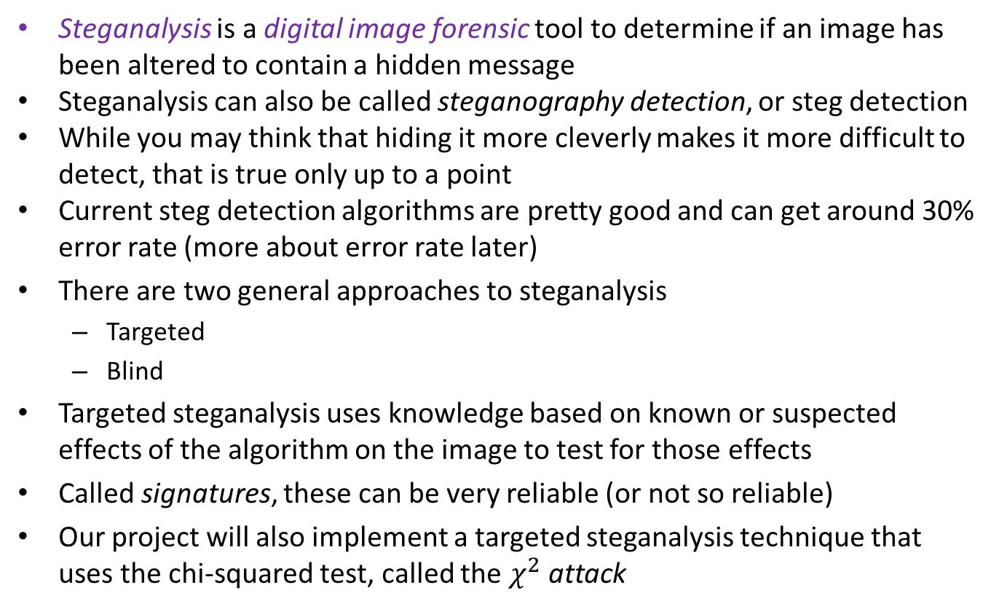 • Steganalysis is a digital image forensic tool to determine if an image has
been altered to contain a hidden message
• Steganalysis can also be called steganography detection, or steg detection
• While you may think that hiding it more cleverly makes it more difficult to
detect, that is true only up to a point
• Current steg detection algorithms are pretty good and can get around 30%
error rate (more about error rate later)
• There are two general approaches to steganalysis
– Targeted
– Blind
• Targeted steganalysis uses knowledge based on known or suspected
effects of the algorithm on the image to test for those effects
• Called signatures, these can be very reliable (or not so reliable)
• Our project will also implement a targeted steganalysis technique that
uses the chi-squared test, called the χ² attack